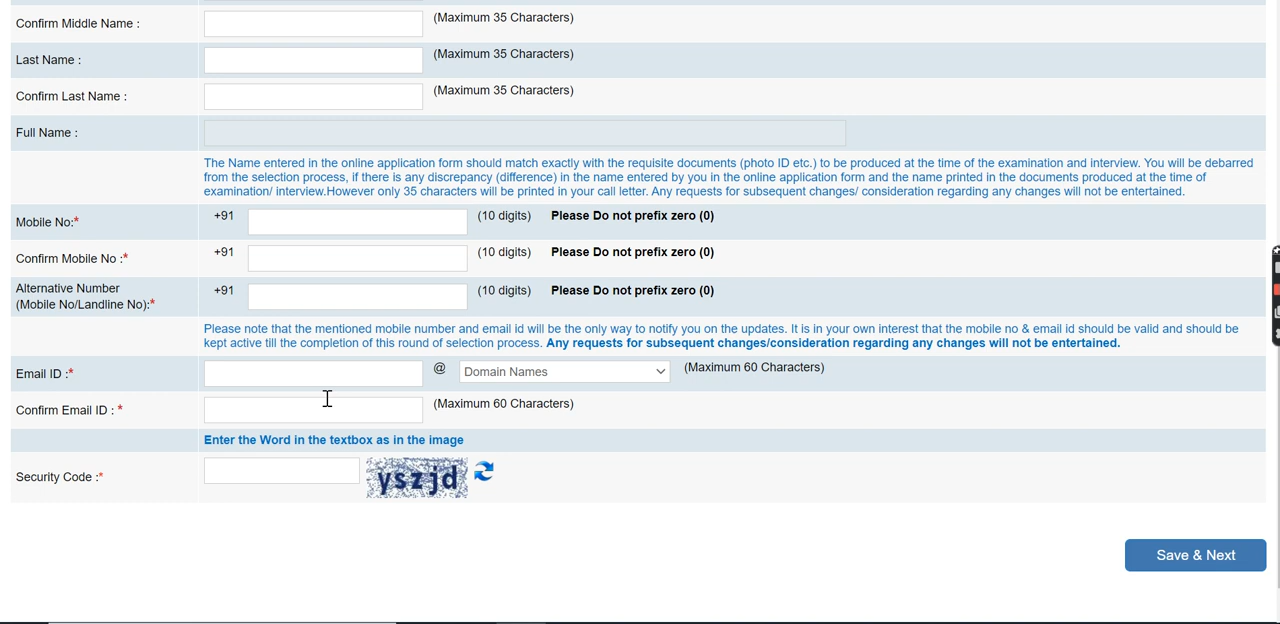 Confirm Middle Name : (Maximum 35 Characters)
Last Name : (Maximum 35 Characters)
Confirm Last Name : (Maximum 35 Characters)
Full Name :
The Name entered in the online application form should match exactly with the requisite documents (photo ID etc.) to be produced at the time of the examination and interview. You will be debarred
from the selection process, if there is any discrepancy (difference) in the name entered by you in the online application form and the name printed in the documents produced at the time of
examination/ interview.However only 35 characters will be printed in your call letter. Any requests for subsequent changes/ consideration regarding any changes will not be entertained.
Mobile No:* +91 (10 digits) Please Do not prefix zero (0)
Confirm Mobile No :* +91 (10 digits) Please Do not prefix zero (0)
Alternative Number
(Mobile No/Landline No):* +91 (10 digits) Please Do not prefix zero (0)
Please note that the mentioned mobile number and email id will be the only way to notify you on the updates. It is in your own interest that the mobile no & email id should be valid and should be
kept active till the completion of this round of selection process. Any requests for subsequent changes/consideration regarding any changes will not be entertained.
Email ID :* @ Domain Names (Maximum 60 Characters)
Confirm Email ID : * (Maximum 60 Characters)
Enter the Word in the textbox as in the image
Security Code :* yszjd
Save & Next